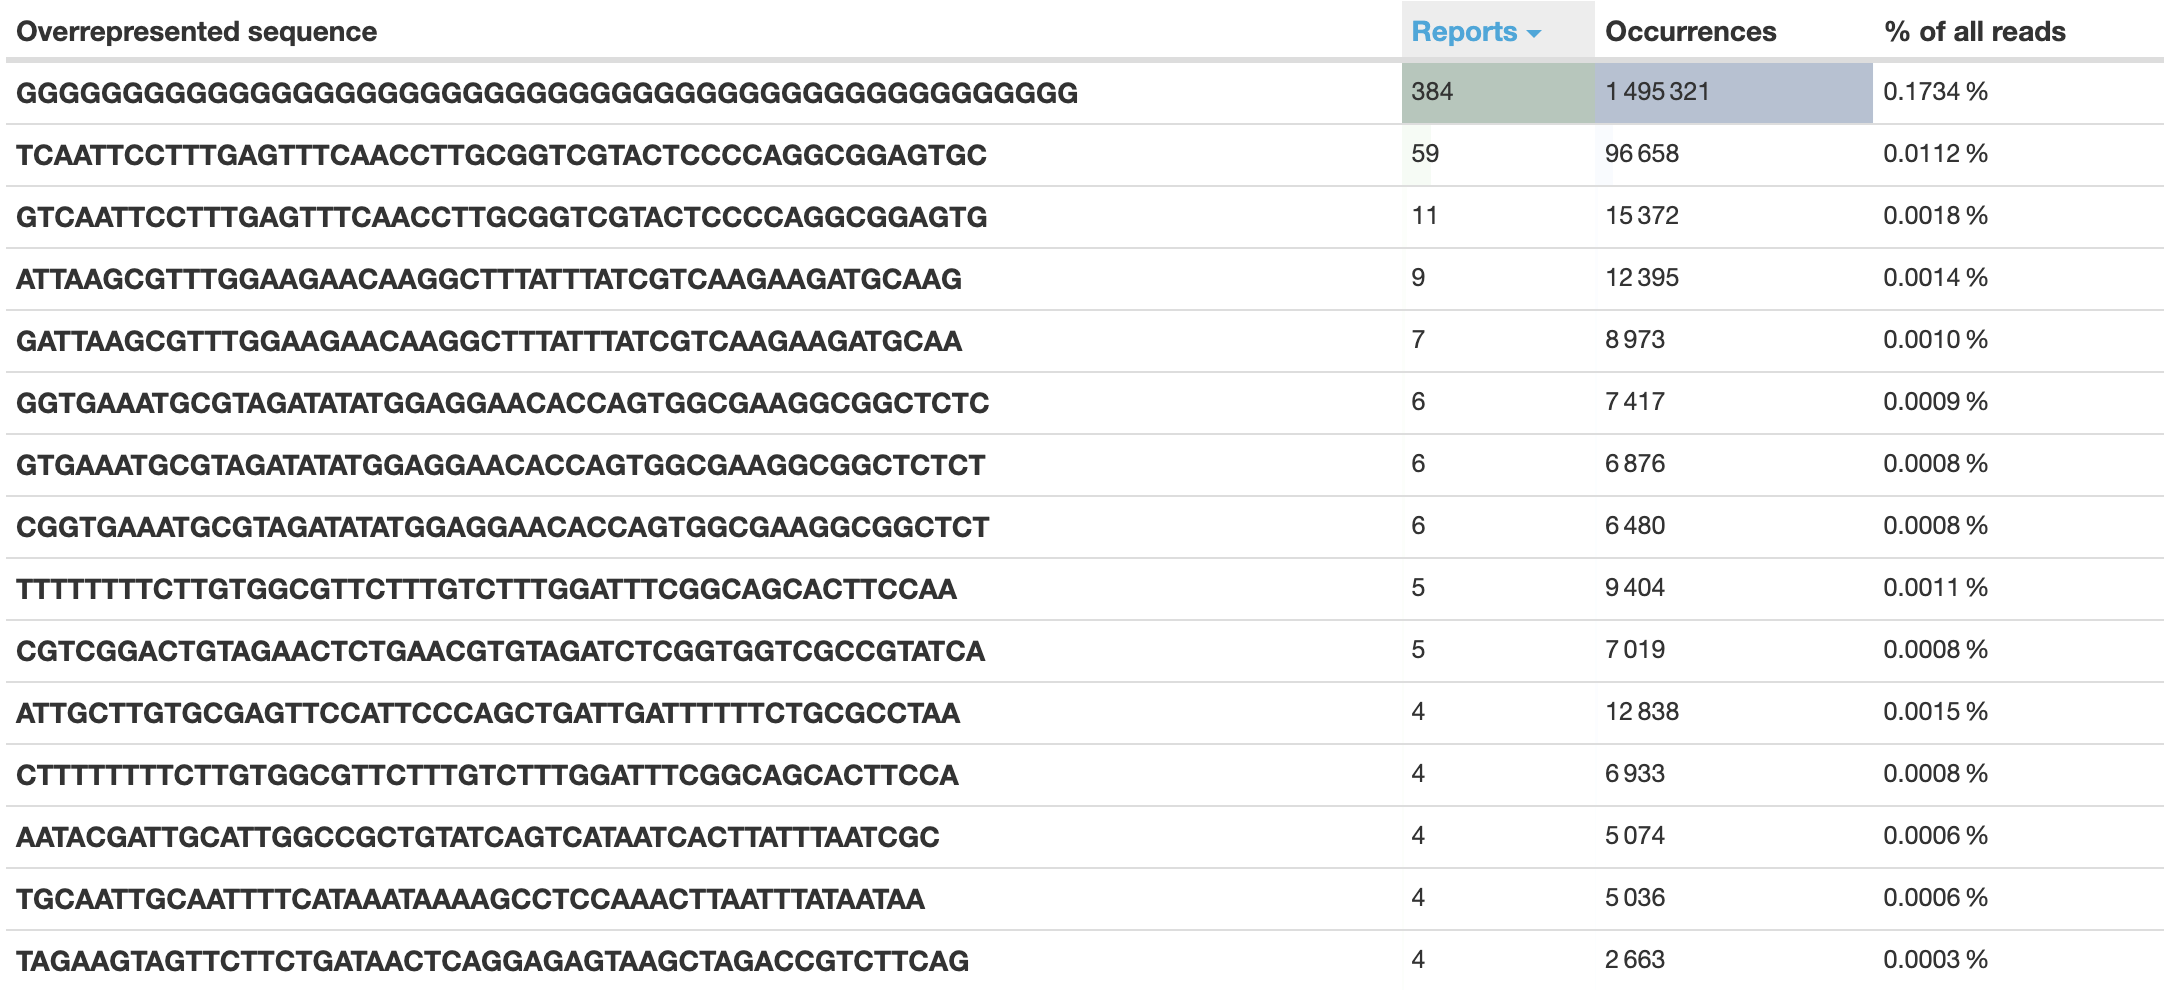 Overrepresented sequence Reports Occurrences % of all reads
GGGGGGGGGGGGGGGGGGGGGGGGGGGGGGGGGGGGGGGGGGGGGGGGGG 384 1 495 321 0.1734 %
TCAATTCCTTTGAGTTTCAACCTTGCGGTCGTACTCCCCAGGCGGAGTGC 59 96 658 0.0112 %
GTCAATTCCTTTGAGTTTCAACCTTGCGGTCGTACTCCCCAGGCGGAGTG 11 15 372 0.0018 %
ATTAAGCGTTTGGAAGAACAAGGCTTTATTTATCGTCAAGAAGATGCAAG 9 12 395 0.0014 %
GATTAAGCGTTTGGAAGAACAAGGCTTTATTTATCGTCAAGAAGATGCAA 7 8 973 0.0010 %
GGTGAAATGCGTAGATATATGGAGGAACACCAGTGGCGAAGGCGGCTCTC 6 7 417 0.0009 %
GTGAAATGCGTAGATATATGGAGGAACACCAGTGGCGAAGGCGGCTCTCT 6 6 876 0.0008 %
CGGTGAAATGCGTAGATATATGGAGGAACACCAGTGGCGAAGGCGGCTCT 6 6 480 0.0008 %
TTTTTTTTCTTGTGGCGTTCTTTGTCTTTGGATTTCGGCAGCACTTCCAA 5 9 404 0.0011 %
CGTCGGACTGTAGAACTCTGAACGTGTAGATCTCGGTGGTCGCCGTATCA 5 7 019 0.0008 %
ATTGCTTGTGCGAGTTCCATTCCCAGCTGATTGATTTTTTCTGCGCCTAA 4 12 838 0.0015 %
CTTTTTTTTCTTGTGGCGTTCTTTGTCTTTGGATTTCGGCAGCACTTCCA 4 6 933 0.0008 %
AATACGATTGCATTGGCCGCTGTATCAGTCATAATCACTTATTTAATCGC 4 5 074 0.0006 %
TGCAATTGCAATTTTCATAAATAAAAGCCTCCAAACTTAATTTATAATAA 4 5 036 0.0006 %
TAGAAGTAGTTCTTCTGATAACTCAGGAGAGTAAGCTAGACCGTCTTCAG 4 2 663 0.0003 %